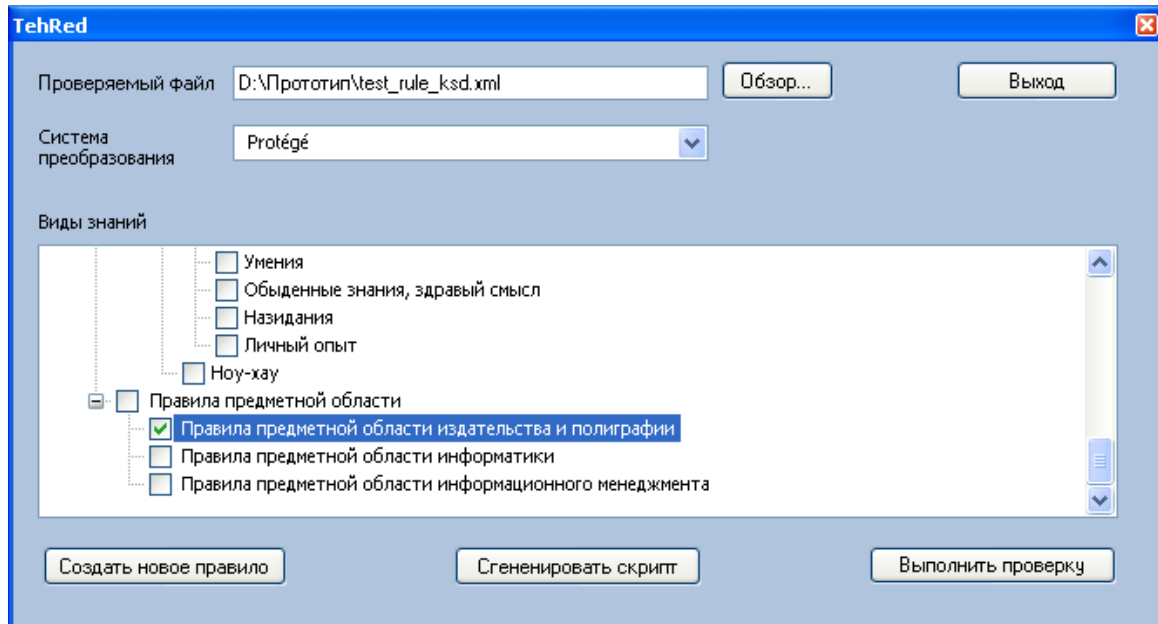 TehRed
Проверяемый файл D:\Прототип\test_rule_ksd.xml Обзор... Выход
Система
преобразования
Protégé
Виды знаний
Умения
Обыденные знания, здравый смысл
Назидания
Личный опыт
Ноу-хау
Правила предметной области
Правила предметной области издательства и полиграфии
Правила предметной области информатики
Правила предметной области информационного менеджмента
Создать новое правило Сгененировать скрипт Выполнить проверку